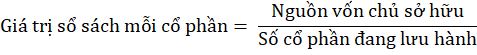 Giá trị sổ sách mỗi cổ phần = Nguồn vốn chủ sở hữu / Số cổ phần đang lưu hành